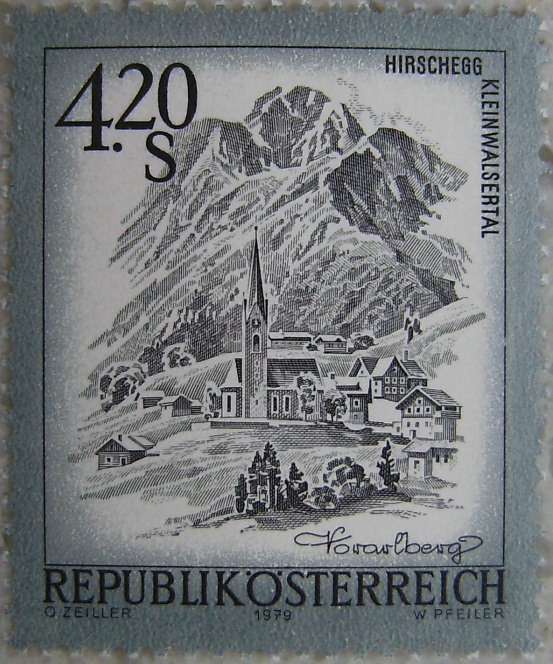 4.20
S
HIRSCHEGG
KLEINWALSERTAL
Vorarlberg
REPUBLIK ÖSTERREICH
O. ZEILLER 1979 W. PFEILER